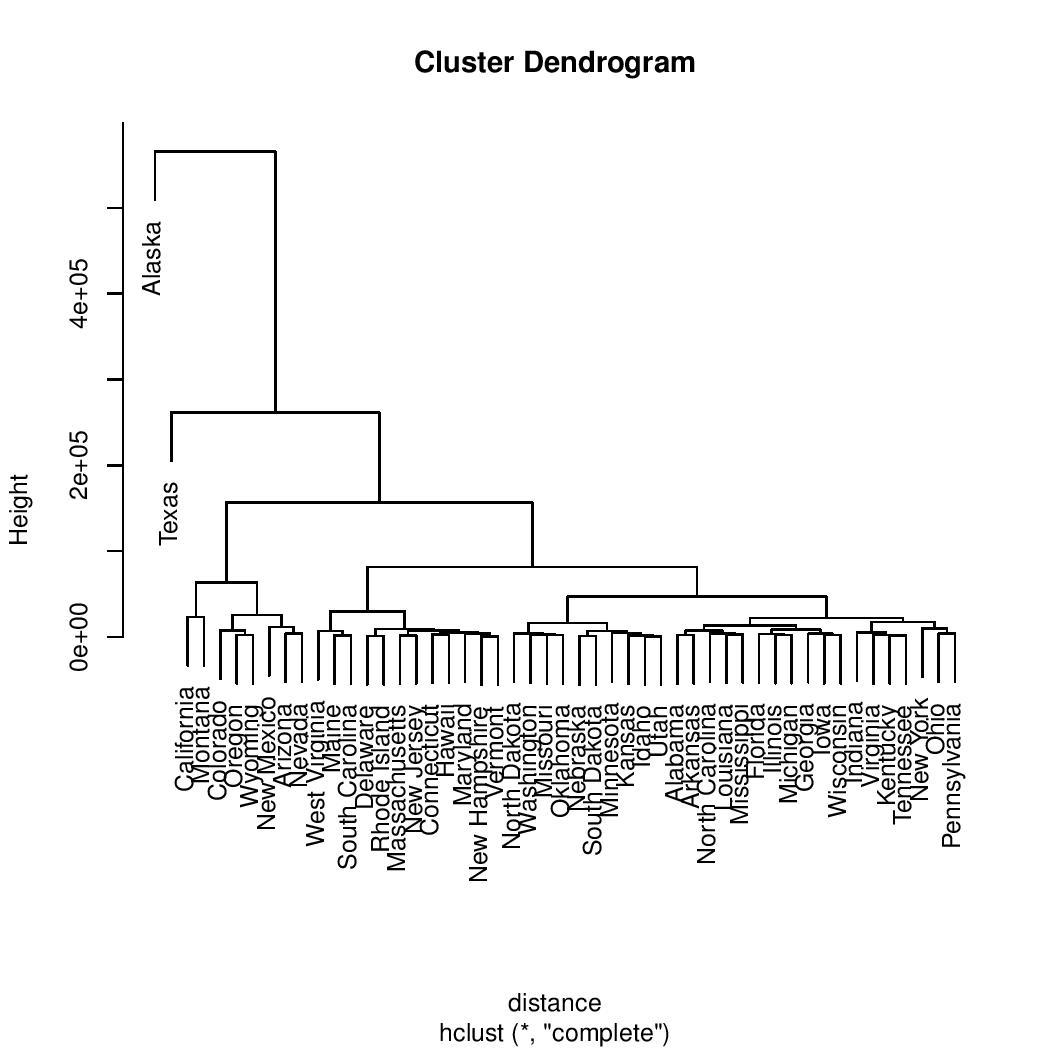 Cluster Dendrogram
Height
0e+00
2e+05
4e+05
Alaska
Texas
California
Montana
Colorado
Oregon
Wyoming
New Mexico
Arizona
Nevada
West Virginia
Maine
South Carolina
Delaware
Rhode Island
Massachusetts
New Jersey
Connecticut
Hawaii
Maryland
New Hampshire
Vermont
North Dakota
Washington
Missouri
Oklahoma
Nebraska
South Dakota
Minnesota
Kansas
Idaho
Utah
Alabama
Arkansas
North Carolina
Louisiana
Mississippi
Florida
Illinois
Michigan
Georgia
Iowa
Wisconsin
Indiana
Virginia
Kentucky
Tennessee
New York
Ohio
Pennsylvania
distance
hclust (*, "complete")